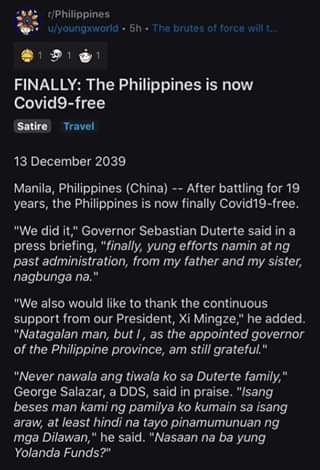 r/Philippines
u/youngxworld • 5h • The brutes of force will t...
1 1 1
FINALLY: The Philippines is now
Covid9-free
Satire Travel
13 December 2039
Manila, Philippines (China) -- After battling for 19
years, the Philippines is now finally Covid19-free.
"We did it," Governor Sebastian Duterte said in a
press briefing, "finally, yung efforts namin at ng
past administration, from my father and my sister,
nagbunga na."
"We also would like to thank the continuous
support from our President, Xi Mingze," he added.
"Natagalan man, but I , as the appointed governor
of the Philippine province, am still grateful."
"Never nawala ang tiwala ko sa Duterte family,"
George Salazar, a DDS, said in praise. "Isang
beses man kami ng pamilya ko kumain sa isang
araw, at least hindi na tayo pinamumunuan ng
mga Dilawan," he said. "Nasaan na ba yung
Yolanda Funds?"